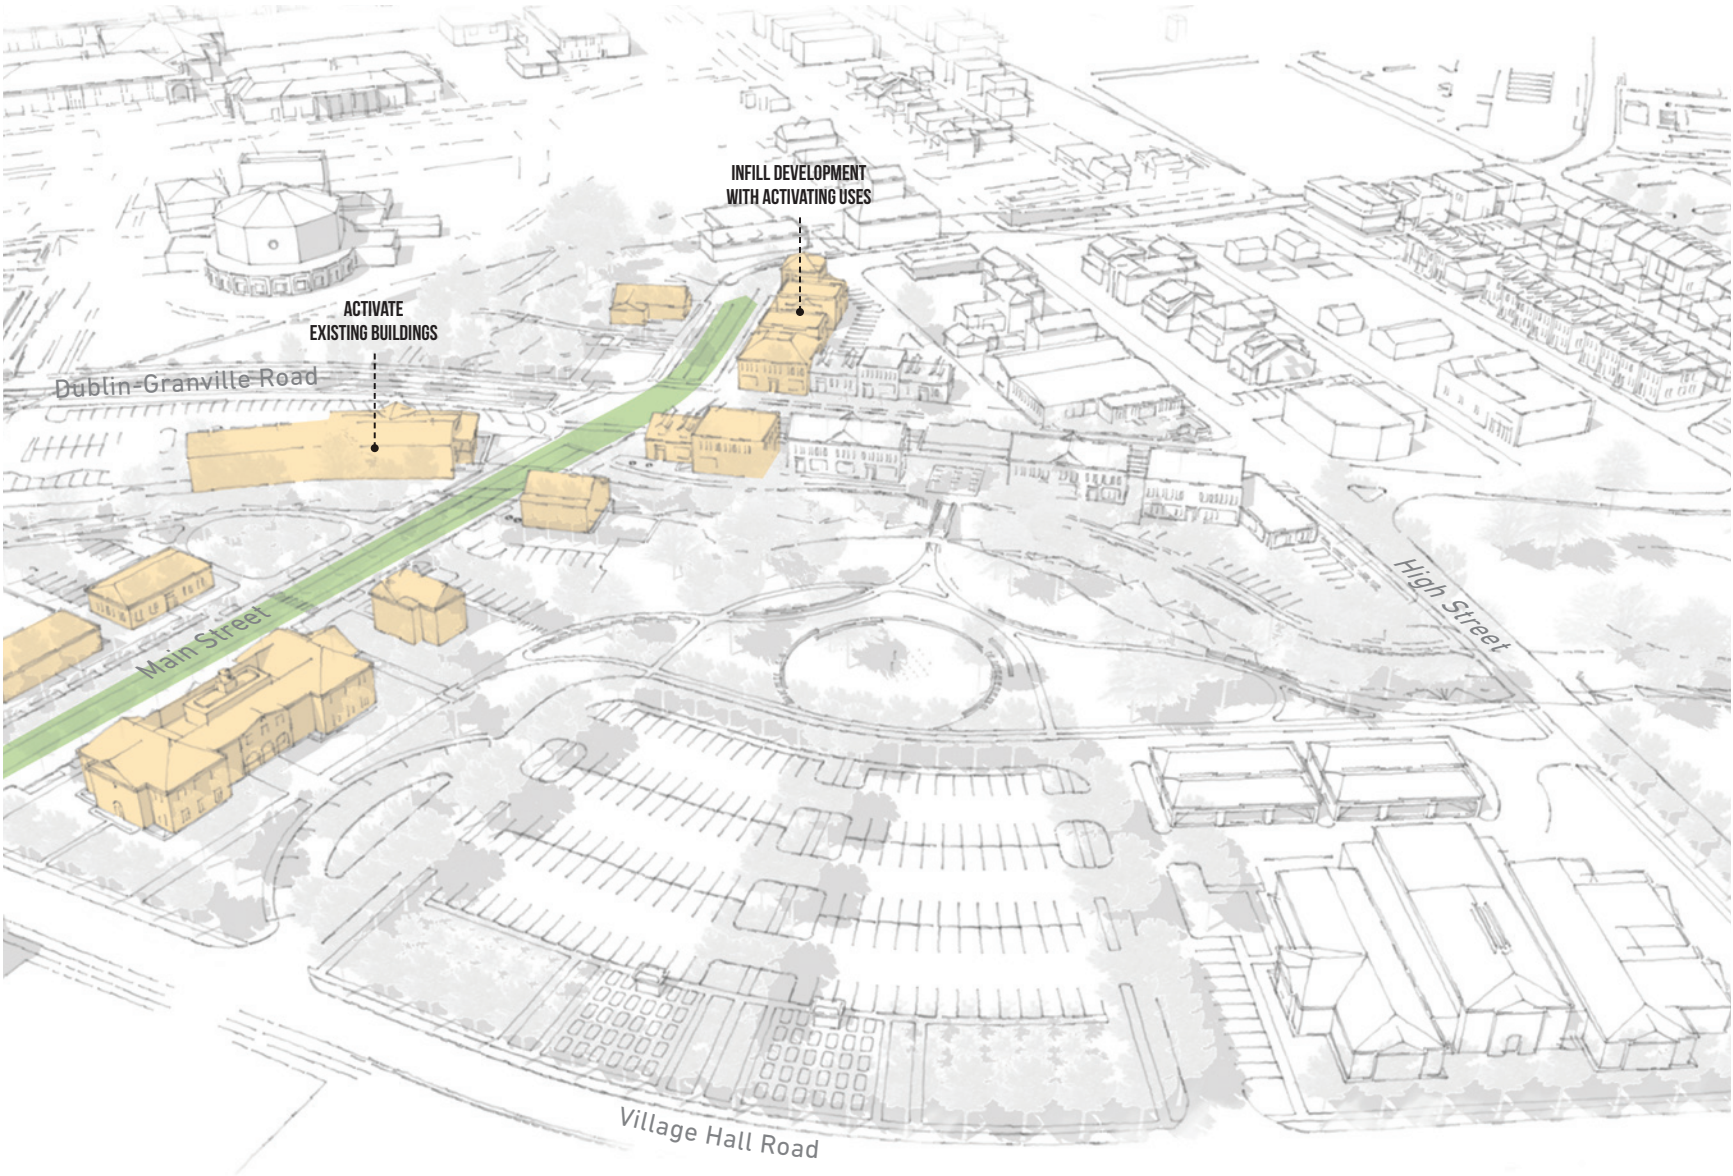 INFILL DEVELOPMENT
WITH ACTIVATING USES
ACTIVATE
EXISTING BUILDINGS
Dublin-Granville Road
High Street
Main Street
Village Hall Road